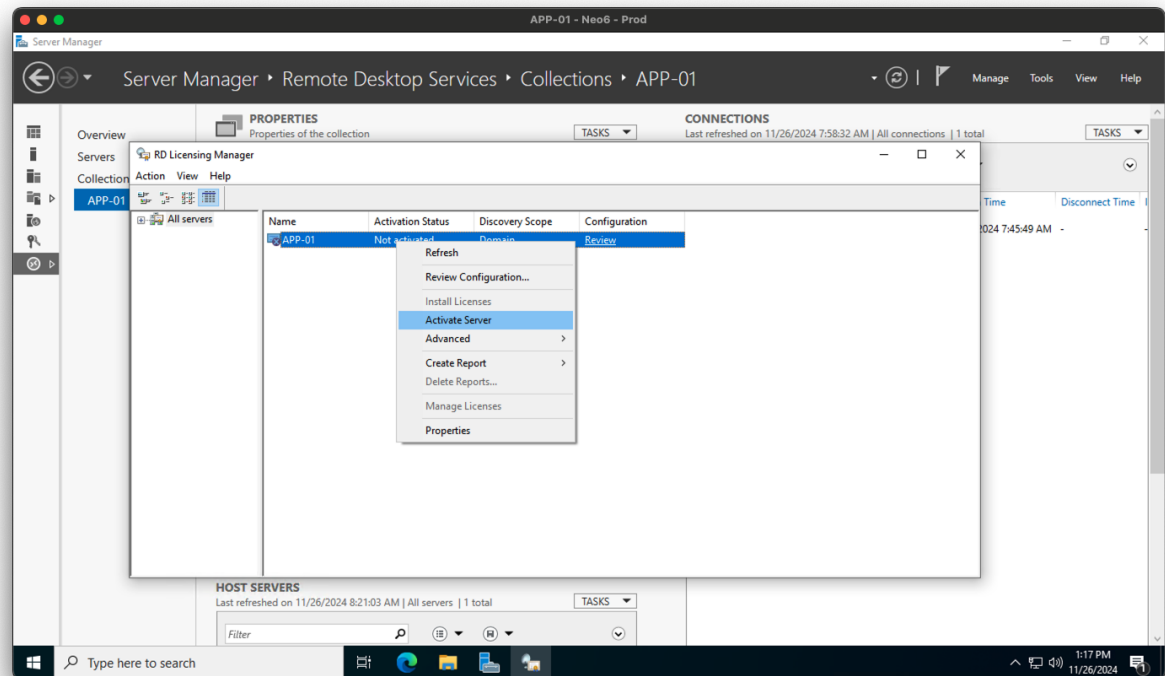 APP-01 - Neo6 - Prod
Server Manager
Server Manager ‣ Remote Desktop Services ‣ Collections ‣ APP-01
Manage Tools View Help
Overview
Servers
Collection
APP-01
PROPERTIES
Properties of the collection
TASKS
CONNECTIONS
Last refreshed on 11/26/2024 7:58:32 AM | All connections | 1 total
TASKS
Time Disconnect Time
2024 7:45:49 AM - -
RD Licensing Manager
Action View Help
All servers
Name Activation Status Discovery Scope Configuration
APP-01 Not activated Domain Review
Refresh
Review Configuration...
Install Licenses
Activate Server
Advanced
Create Report
Delete Reports...
Manage Licenses
Properties
HOST SERVERS
Last refreshed on 11/26/2024 8:21:03 AM | All servers | 1 total
TASKS
Filter
Type here to search
1:17 PM
11/26/2024
1